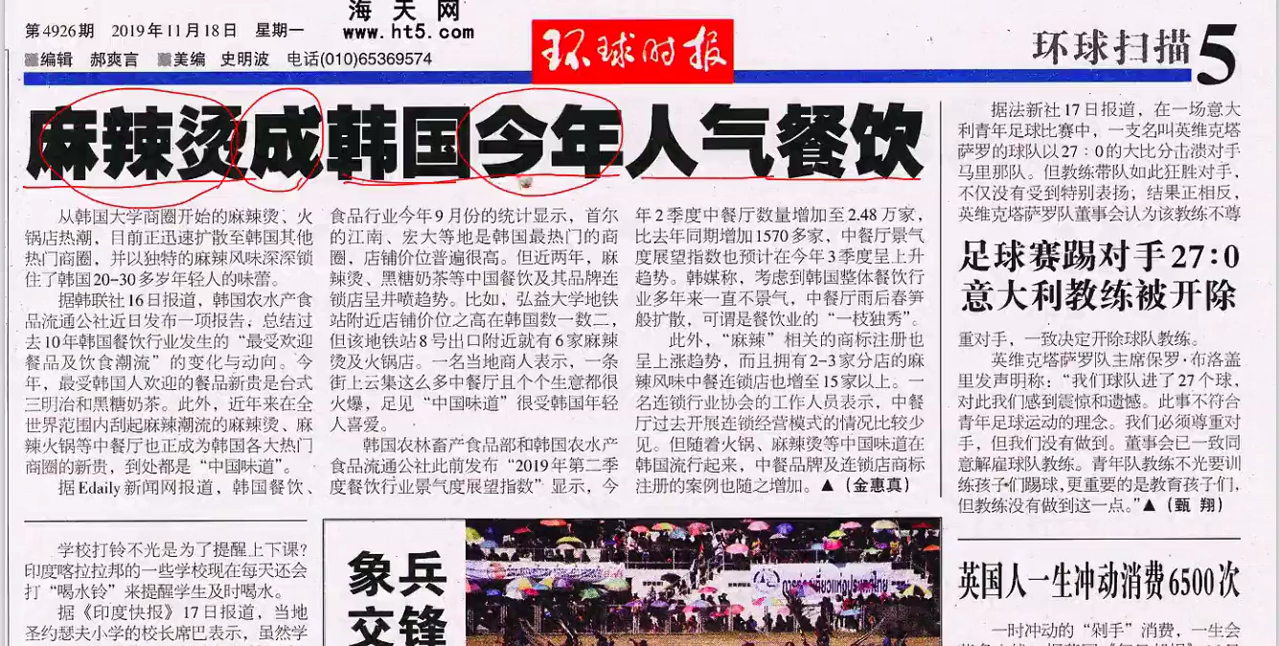 海天网
www.ht5.com
第4926期 2019年11月18日 星期一
■编辑 郝爽言 ■美编 史明波 电话(010)65369574
环球时报
环球扫描 5
麻辣烫成韩国今年人气餐饮
从韩国大学商圈开始的麻辣烫、火
锅店热潮,目前正迅速扩散至韩国其他
热门商圈,并以独特的麻辣风味深深锁
住了韩国20-30多岁年轻人的味蕾。
据韩联社16日报道,韩国农水产食
品流通公社近日发布一项报告,总结过
去10年韩国餐饮行业发生的“最受欢迎
餐品及饮食潮流”的变化与动向。今
年,最受韩国人欢迎的餐品新贵是台式
三明治和黑糖奶茶。此外,近年来在全
世界范围内刮起麻辣潮流的麻辣烫、麻
辣火锅等中餐厅也正成为韩国各大热门
商圈的新贵,到处都是“中国味道”。
据Edaily新闻网报道,韩国餐饮、
食品行业今年9月份的统计显示,首尔
的江南、宏大等地是韩国最热门的商
圈,店铺价位普遍很高。但近两年,麻
辣烫、黑糖奶茶等中国餐饮及其品牌连
锁店呈井喷趋势。比如,弘益大学地铁
站附近店铺价位之高在韩国数一数二,
但该地铁站8号出口附近就有6家麻辣
烫及火锅店。一名当地商人表示,一条
街上云集这么多中餐厅且个个生意都很
火爆,足见“中国味道”很受韩国年轻
人喜爱。
韩国农林畜产食品部和韩国农水产
食品流通公社此前发布“2019年第二季
度餐饮行业景气度展望指数”显示,今
年2季度中餐厅数量增加至2.48万家,
比去年同期增加1570多家,中餐厅景气
度展望指数也预计在今年3季度呈上升
趋势。韩媒称,考虑到韩国整体餐饮行
业多年来一直不景气,中餐厅雨后春笋
般扩散,可谓是餐饮业的“一枝独秀”。
此外,“麻辣”相关的商标注册也
呈上涨趋势,而且拥有2-3家分店的麻
辣风味中餐连锁店也增至15家以上。一
名连锁行业协会的工作人员表示,中餐
厅过去开展连锁经营模式的情况比较少
见。但随着火锅、麻辣烫等中国味道在
韩国流行起来,中餐品牌及连锁店商标
注册的案例也随之增加。▲(金惠真)
据法新社17日报道,在一场意大
利青年足球比赛中,一支名叫英维克塔
萨罗的球队以27:0的大比分击溃对手
马里那队。但教练带队如此狂胜对手,
不仅没有受到特别表扬;结果正相反,
英维克塔萨罗队董事会认为该教练不尊
足球赛踢对手27:0
意大利教练被开除
重对手,一致决定开除球队教练。
英维克塔萨罗队主席保罗·布洛盖
里发声明称:“我们球队进了27个球,
对此我们感到震惊和遗憾。此事不符合
青年足球运动的理念。我们必须尊重对
手,但我们没有做到。董事会已一致同
意解雇球队教练。青年队教练不光要训
练孩子们踢球,更重要的是教育孩子们,
但教练没有做到这一点。”▲(甄 翔)
学校打铃不光是为了提醒上下课?
印度喀拉拉邦的一些学校现在每天还会
打“喝水铃”来提醒学生及时喝水。
据《印度快报》17日报道,当地
圣约瑟夫小学的校长席巴表示,虽然学
象兵
交锋
英国人一生冲动消费6500次
一时冲动的“剁手”消费,一生会